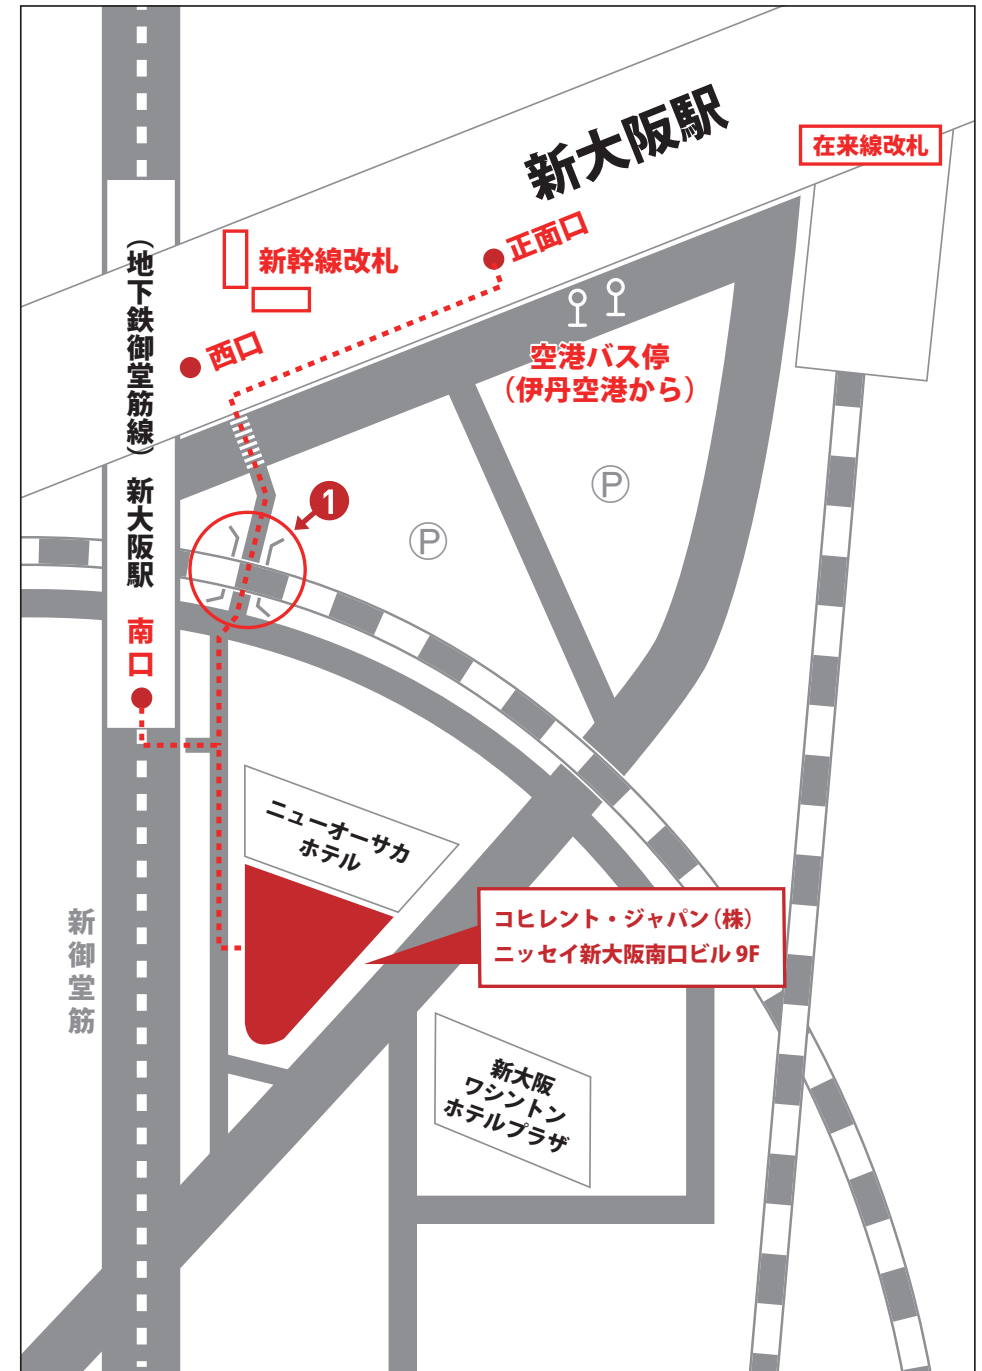 新大阪駅
在来線改札
正面口
新幹線改札
西口
空港バス停
（伊丹空港から）
（地下鉄御堂筋線）新大阪駅
南口
1
P
P
ニューオーサカ
ホテル
コヒレント・ジャパン（株）
ニッセイ新大阪南口ビル 9F
新御堂筋
新大阪
ワシントン
ホテルプラザ